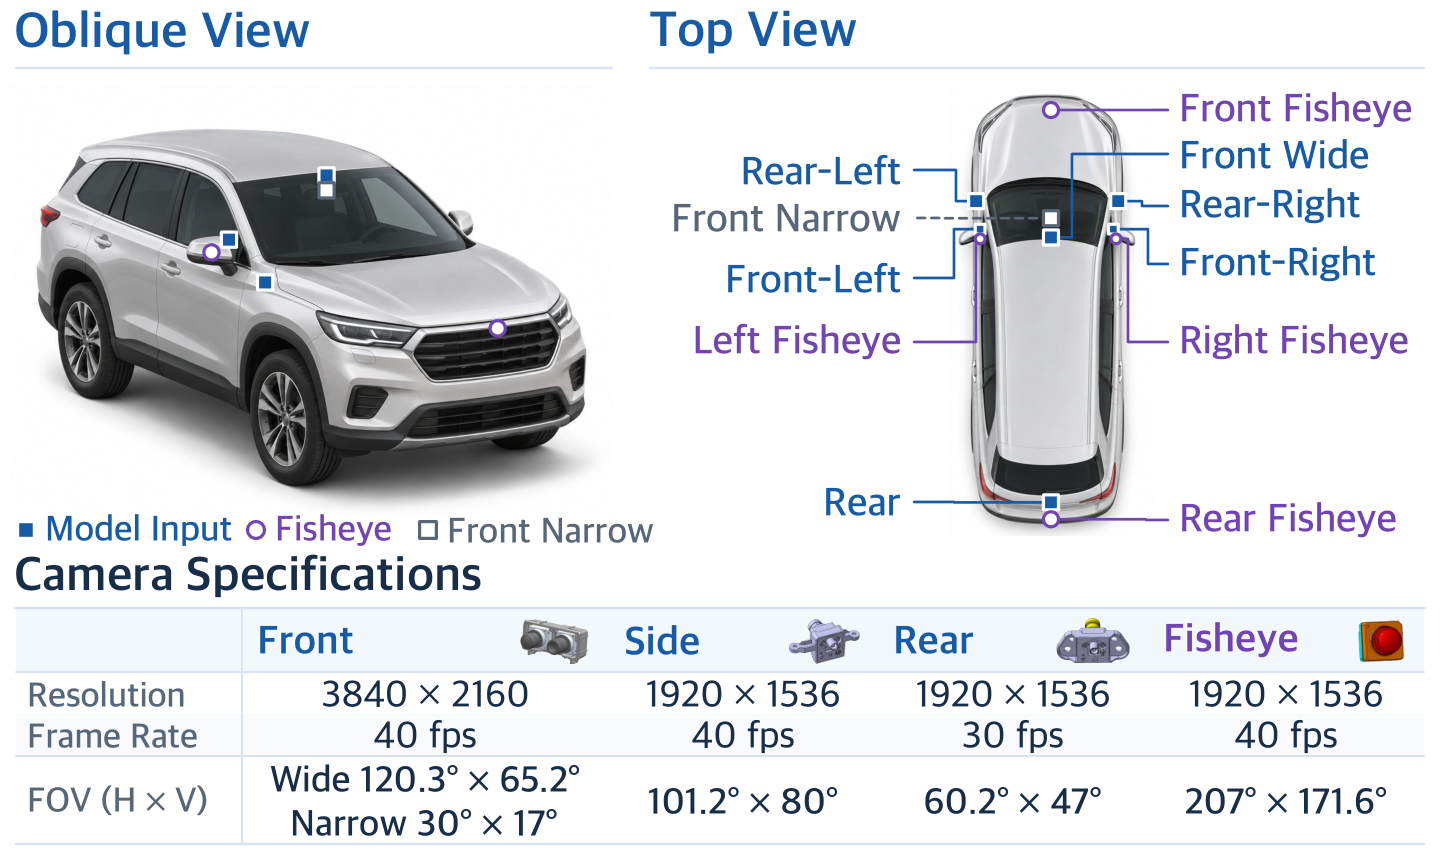 Oblique View
Top View
Front Fisheye
Front Wide
Rear-Left
Rear-Right
Front Narrow
Front-Left
Front-Right
Left Fisheye
Right Fisheye
Rear
Rear Fisheye
Model Input Fisheye Front Narrow
Camera Specifications
Front Side Rear Fisheye
Resolution 3840 × 2160 1920 × 1536 1920 × 1536 1920 × 1536
Frame Rate 40 fps 40 fps 30 fps 40 fps
FOV (H × V) Wide 120.3° × 65.2° 101.2° × 80° 60.2° × 47° 207° × 171.6°
Narrow 30° × 17°